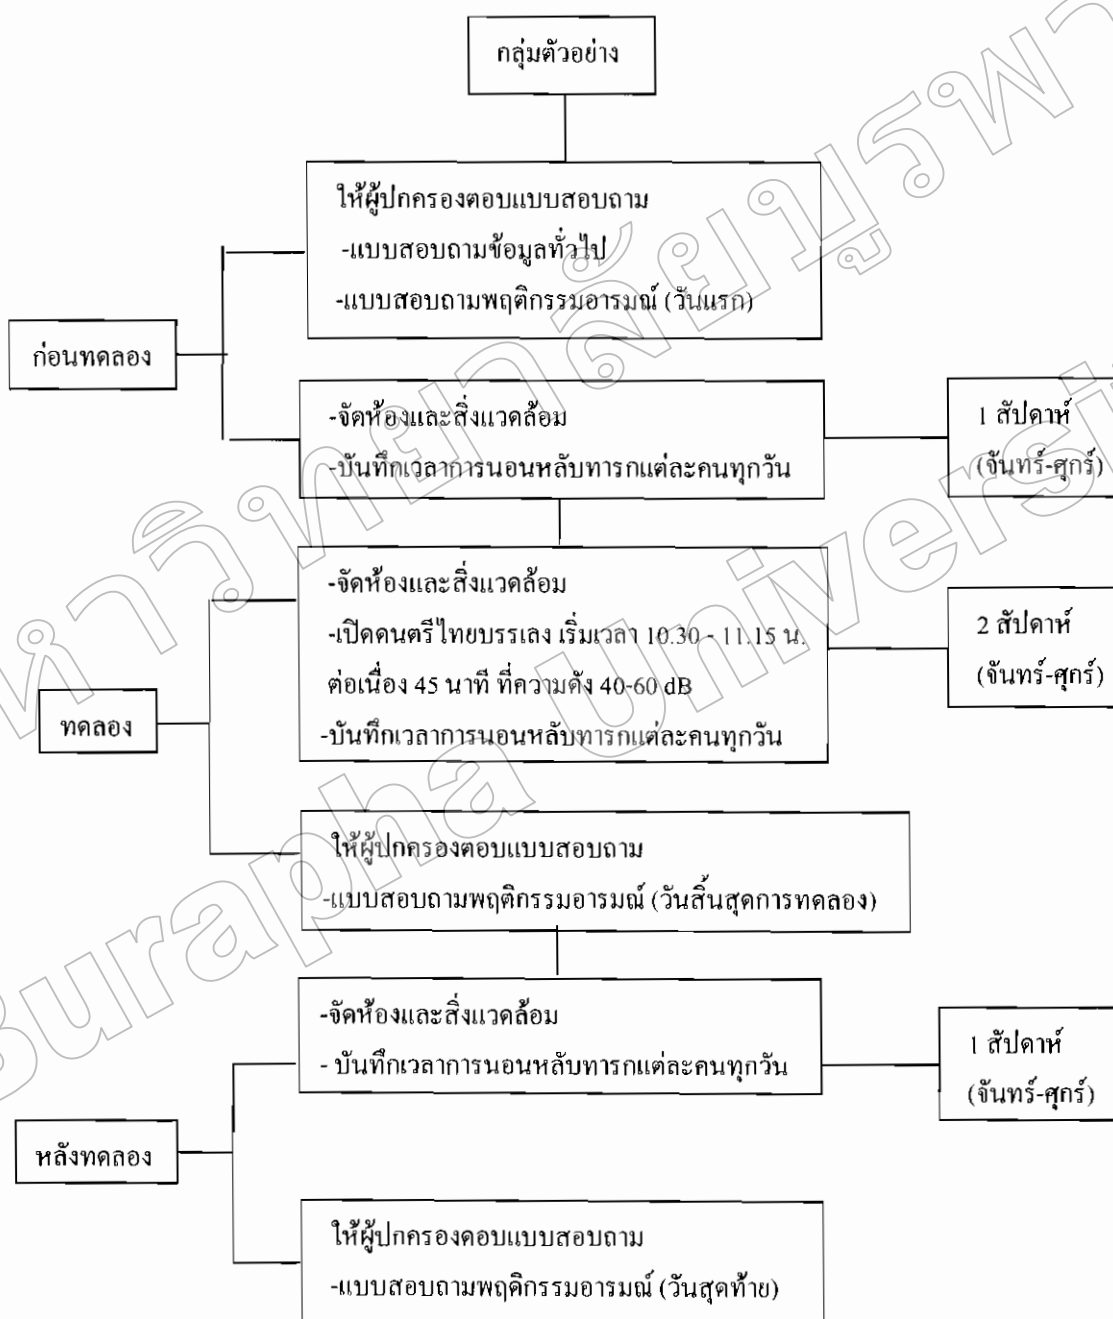 กลุ่มตัวอย่าง
ให้ผู้ปกครองตอบแบบสอบถาม
-แบบสอบถามข้อมูลทั่วไป
-แบบสอบถามพฤติกรรมอารมณ์ (วันแรก)
ก่อนทดลอง
-จัดห้องและสิ่งแวดล้อม
-บันทึกเวลาการนอนหลับทารกแต่ละคนทุกวัน
1 สัปดาห์
(จันทร์-ศุกร์)
-จัดห้องและสิ่งแวดล้อม
-เปิดดนตรีไทยบรรเลง เริ่มเวลา 10.30 - 11.15 น.
ต่อเนื่อง 45 นาที ที่ความดัง 40-60 dB
-บันทึกเวลาการนอนหลับทารกแต่ละคนทุกวัน
2 สัปดาห์
(จันทร์-ศุกร์)
ทดลอง
ให้ผู้ปกครองตอบแบบสอบถาม
-แบบสอบถามพฤติกรรมอารมณ์ (วันสิ้นสุดการทดลอง)
-จัดห้องและสิ่งแวดล้อม
- บันทึกเวลาการนอนหลับทารกแต่ละคนทุกวัน
1 สัปดาห์
(จันทร์-ศุกร์)
หลังทดลอง
ให้ผู้ปกครองตอบแบบสอบถาม
-แบบสอบถามพฤติกรรมอารมณ์ (วันสุดท้าย)
Burapha University